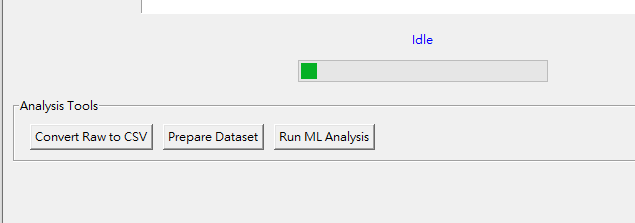 Idle
Analysis Tools
Convert Raw to CSV
Prepare Dataset
Run ML Analysis